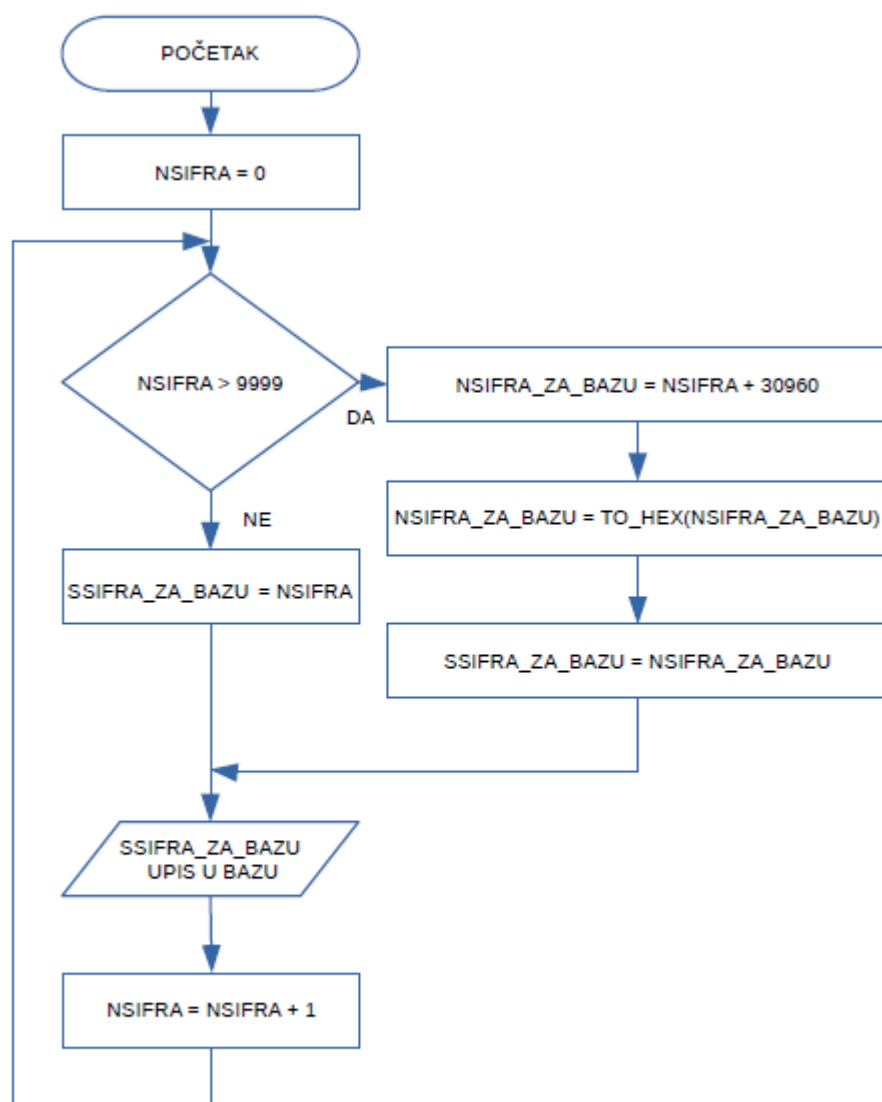 POČETAK
NSIFRA = 0
NSIFRA > 9999
DA
NE
NSIFRA_ZA_BAZU = NSIFRA + 30960
NSIFRA_ZA_BAZU = TO_HEX(NSIFRA_ZA_BAZU)
SSIFRA_ZA_BAZU = NSIFRA
SSIFRA_ZA_BAZU = NSIFRA_ZA_BAZU
SSIFRA_ZA_BAZU
UPIS U BAZU
NSIFRA = NSIFRA + 1